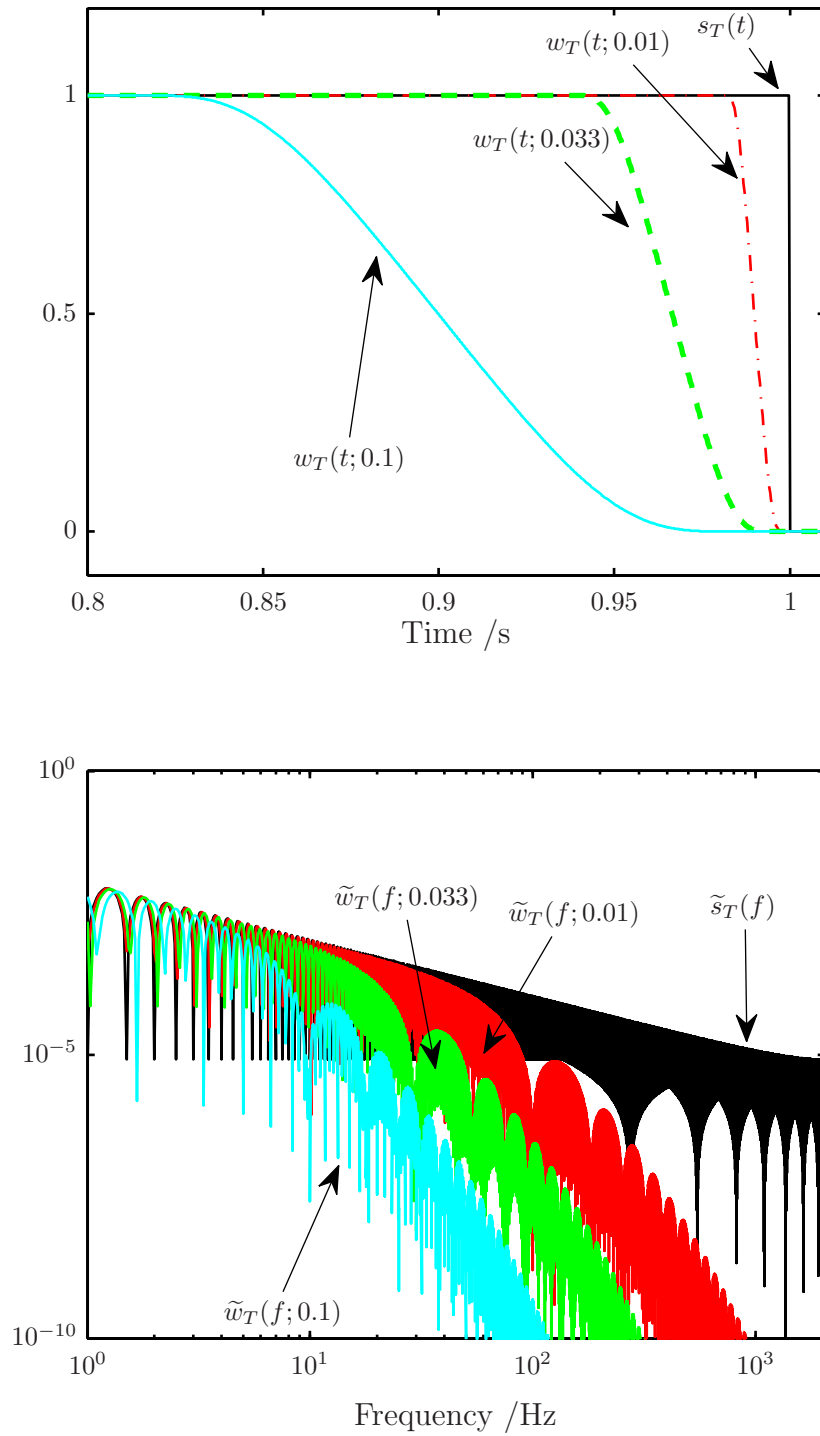 s_T(t)
w_T(t; 0.01)
w_T(t; 0.033)
w_T(t; 0.1)
1
0.5
0
0.8 0.85 0.9 0.95 1
Time /s
10^0
10^{-5}
10^{-10}
w̃_T(f; 0.033)
w̃_T(f; 0.01)
s̃_T(f)
w̃_T(f; 0.1)
10^0 10^1 10^2 10^3
Frequency /Hz